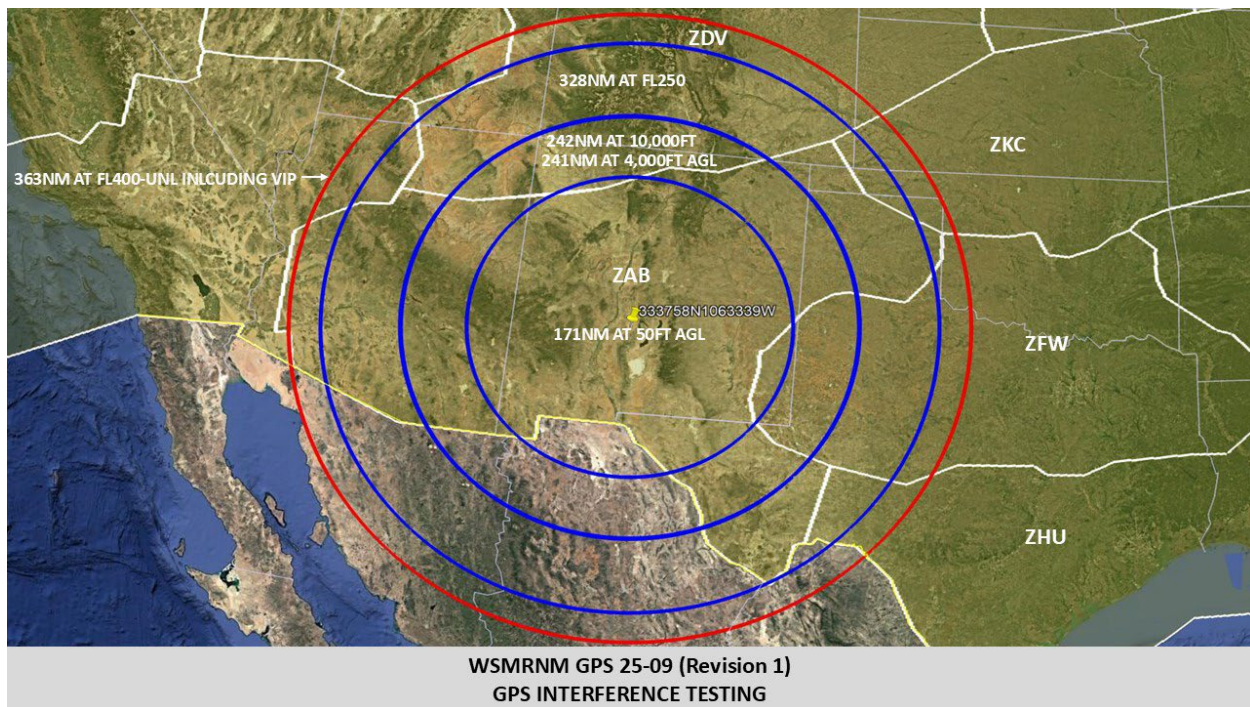 ZDV
328NM AT FL250
242NM AT 10,000FT
241NM AT 4,000FT AGL
ZKC
363NM AT FL400-UNL INLCUDING VIP
ZAB
333758N1063339W
171NM AT 50FT AGL
ZFW
ZHU
WSMRNM GPS 25-09 (Revision 1)
GPS INTERFERENCE TESTING